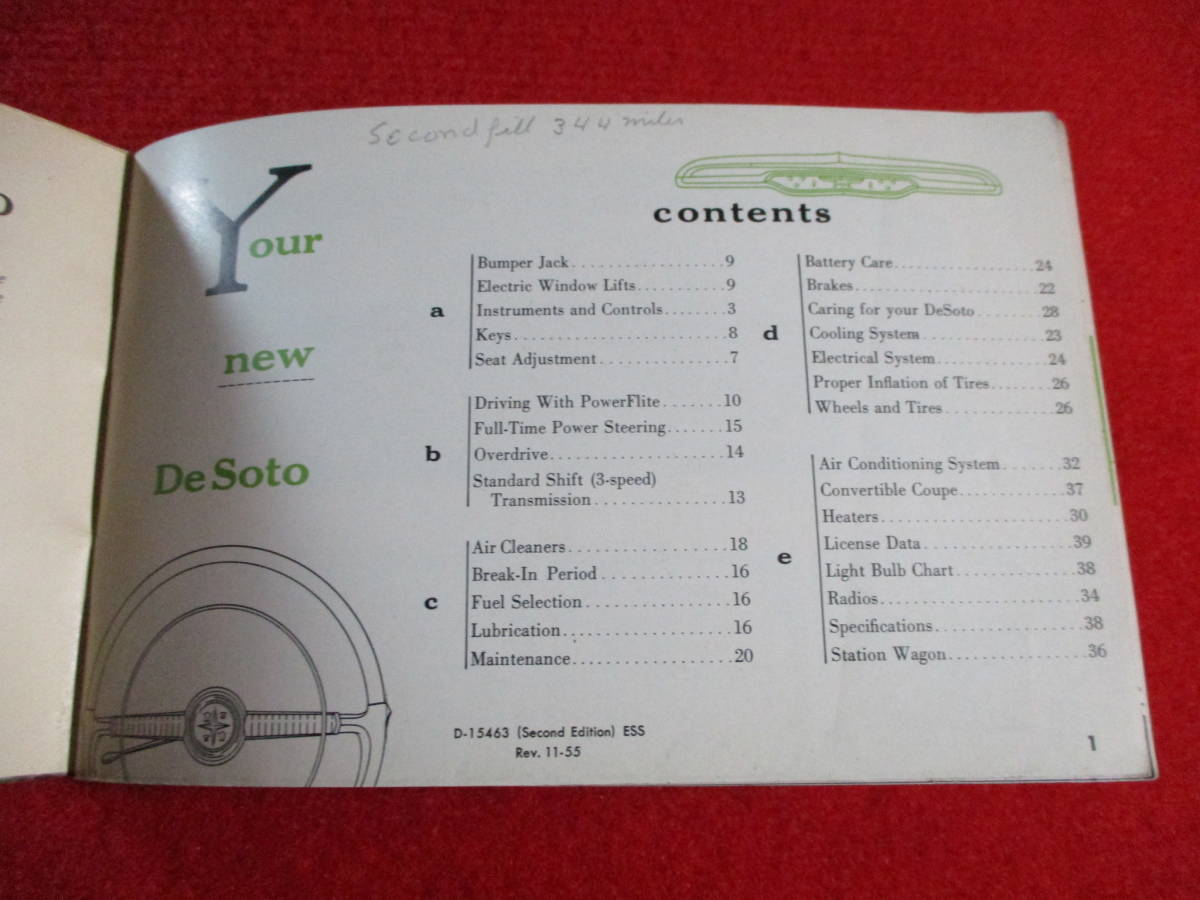 Second fill 344 miles
Your
new
DeSoto
contents
a
Bumper Jack.................9
Electric Window Lifts.........9
Instruments and Controls........3
Keys........................8
Seat Adjustment..............7
b
Driving With PowerFlite.......10
Full-Time Power Steering......15
Overdrive...................14
Standard Shift (3-speed)
Transmission...............13
c
Air Cleaners.................18
Break-In Period..............16
Fuel Selection...............16
Lubrication..................16
Maintenance.................20
d
Battery Care.................24
Brakes......................22
Caring for your DeSoto........28
Cooling System...............23
Electrical System.............24
Proper Inflation of Tires.......26
Wheels and Tires.............26
e
Air Conditioning System.......32
Convertible Coupe............37
Heaters.....................30
License Data.................39
Light Bulb Chart.............38
Radios......................34
Specifications................38
Station Wagon...............36
D-15463 (Second Edition) ESS
Rev. 11-55
1